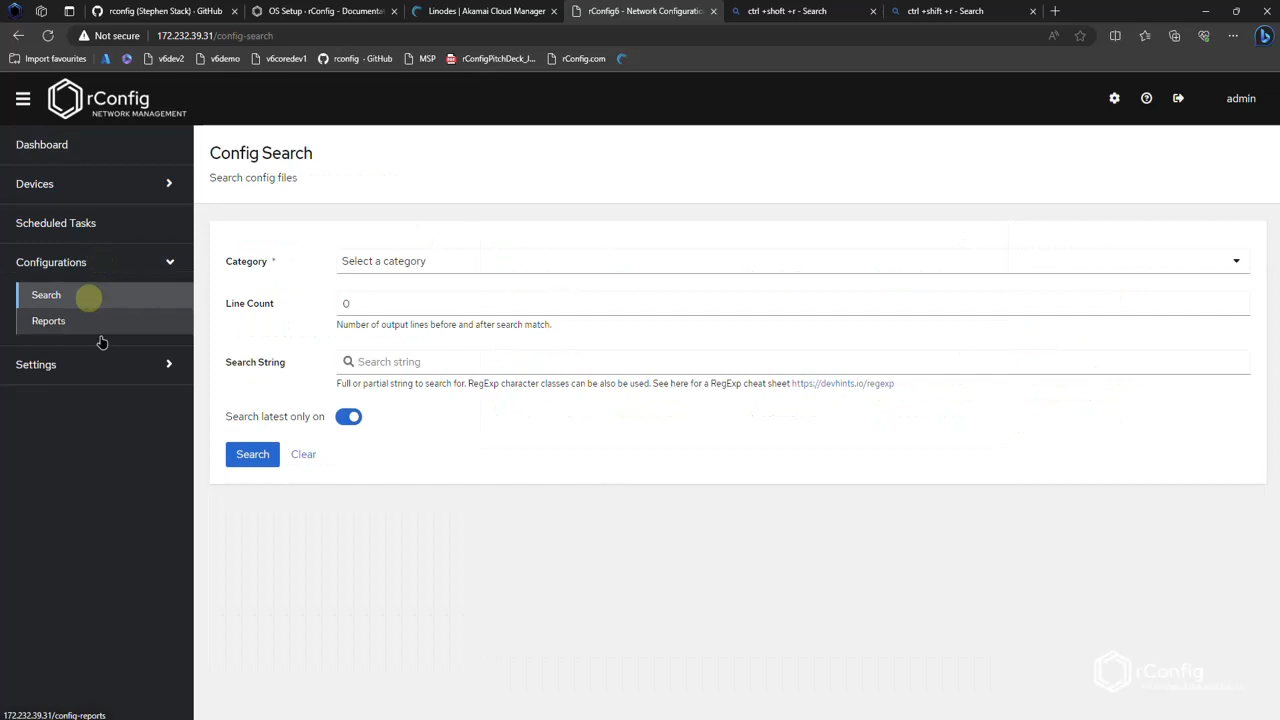 rconfig (Stephen Stack) · GitHub
OS Setup - rConfig - Documenta
Linodes | Akamai Cloud Manager
rConfig6 - Network Configuratio
ctrl +shoft +r - Search
ctrl +shift +r - Search
Not secure
172.232.39.31/config-search
Import favourites
v6dev2
v6demo
v6coredev1
rconfig · GitHub
MSP
rConfigPitchDeck_J...
rConfig.com
rConfig
NETWORK MANAGEMENT
admin
Dashboard
Devices
Scheduled Tasks
Configurations
Search
Reports
Settings
Config Search
Search config files
Category *
Select a category
Line Count
0
Number of output lines before and after search match.
Search String
Search string
Full or partial string to search for. RegExp character classes can be also be used. See here for a RegExp cheat sheet https://devhints.io/regexp
Search latest only on
Search
Clear
rConfig
172.232.39.31/config-reports